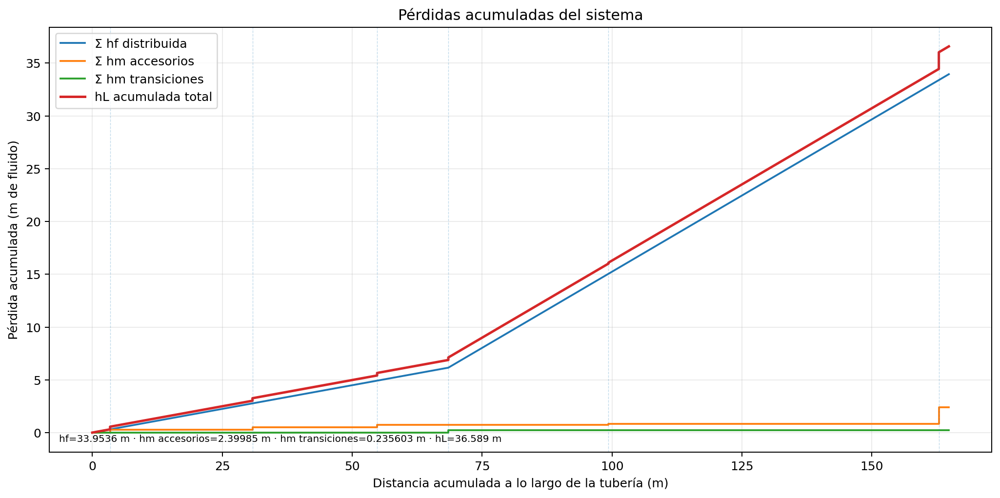 Pérdidas acumuladas del sistema
Σ hf distribuida
Σ hm accesorios
Σ hm transiciones
hL acumulada total
Pérdida acumulada (m de fluido)
35
30
25
20
15
10
5
0
hf=33.9536 m · hm accesorios=2.39985 m · hm transiciones=0.235603 m · hL=36.589 m
0 25 50 75 100 125 150
Distancia acumulada a lo largo de la tubería (m)